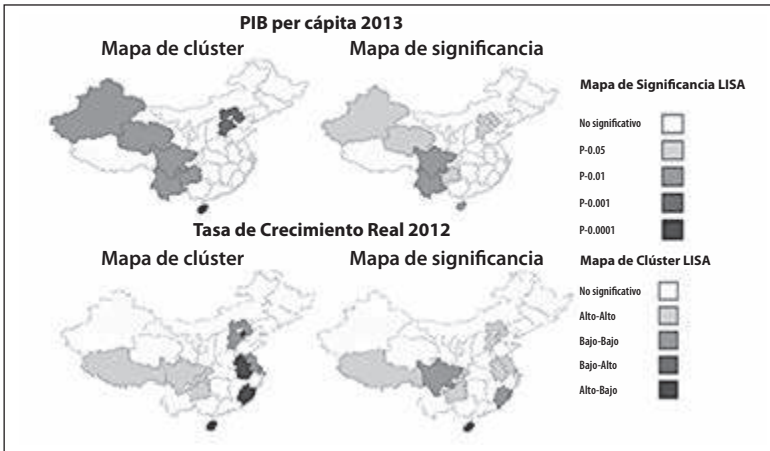 PIB per cápita 2013
Mapa de clúster
Mapa de significancia
Mapa de Significancia LISA
No significativo
P-0.05
P-0.01
P-0.001
P-0.0001
Tasa de Crecimiento Real 2012
Mapa de clúster
Mapa de significancia
Mapa de Clúster LISA
No significativo
Alto-Alto
Bajo-Bajo
Bajo-Alto
Alto-Bajo